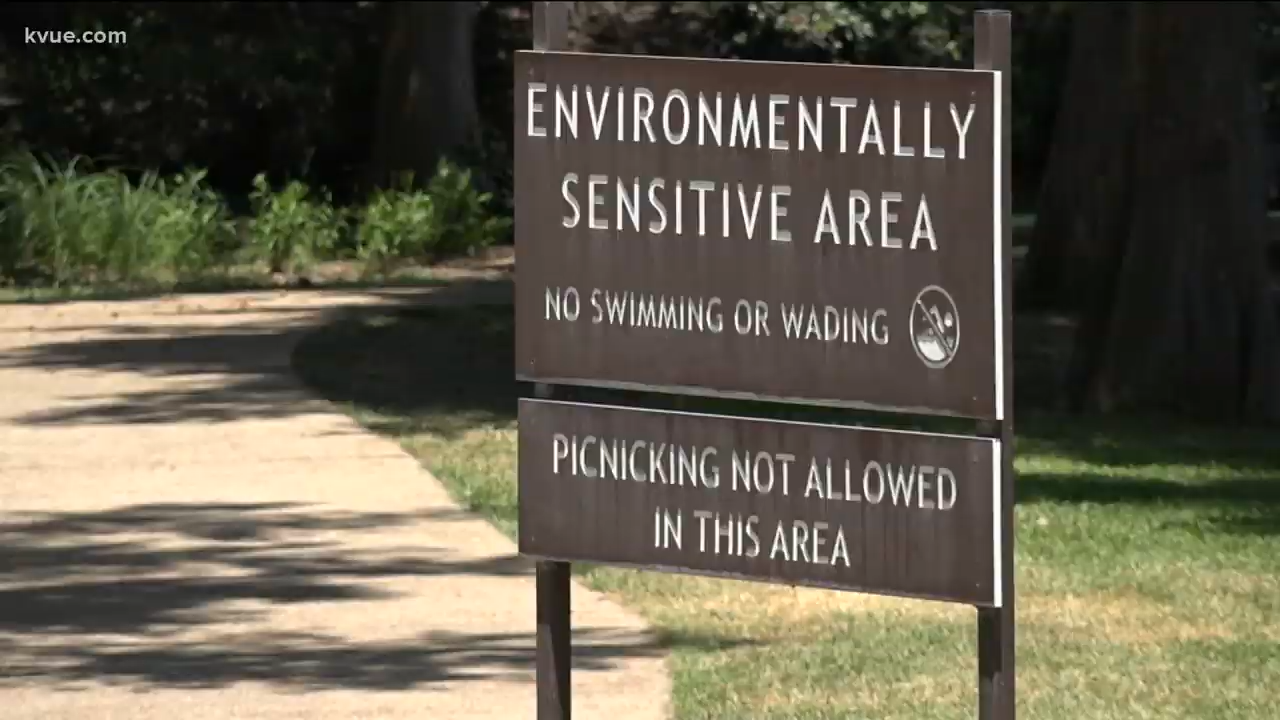 kvue.com
ENVIRONMENTALLY
SENSITIVE AREA
NO SWIMMING OR WADING
PICNICKING NOT ALLOWED
IN THIS AREA